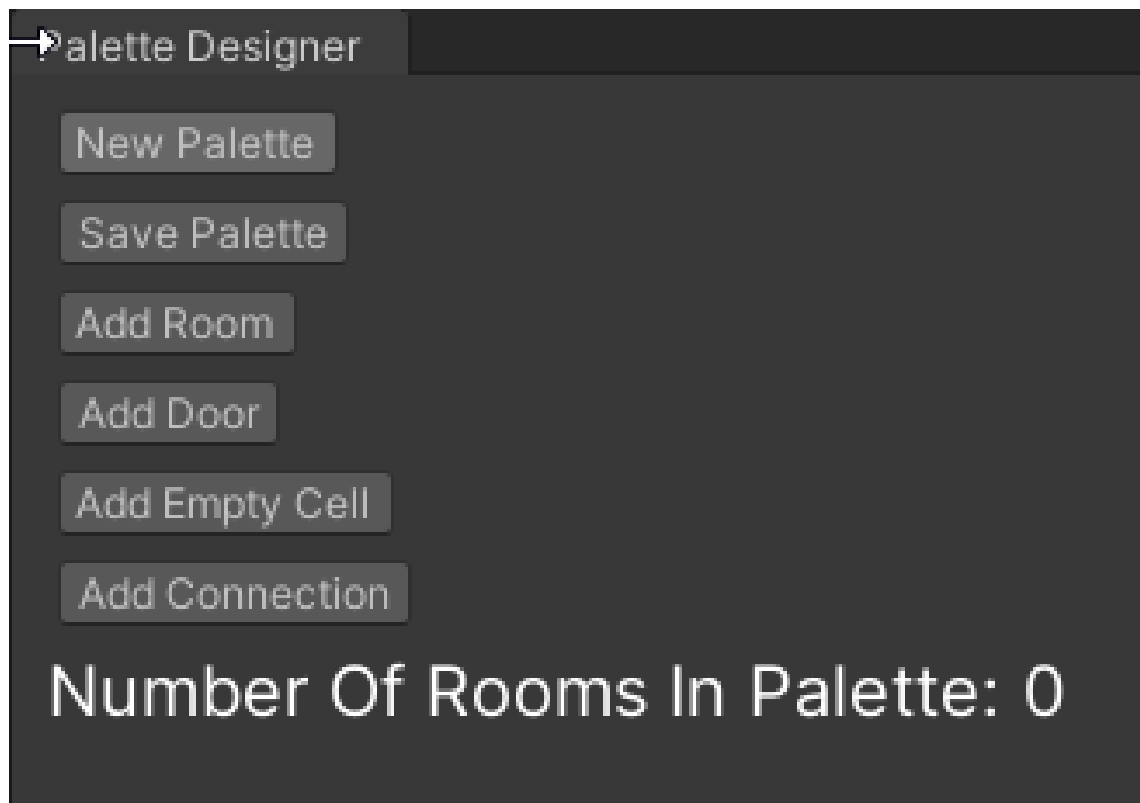 Palette Designer
New Palette
Save Palette
Add Room
Add Door
Add Empty Cell
Add Connection
Number Of Rooms In Palette: 0